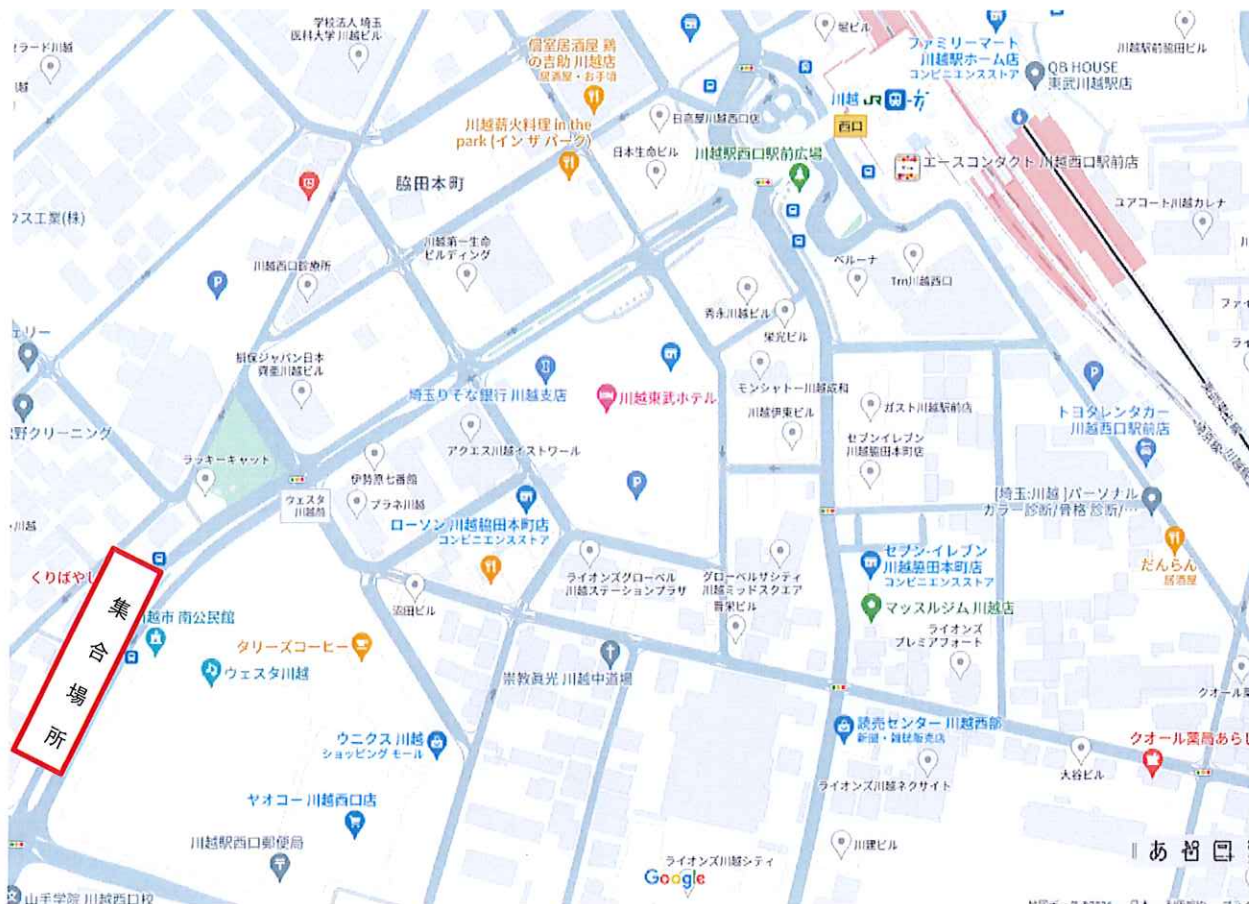 学校法人 埼玉
医科大学 川越ビル
個室居酒屋 鶏
の吉助 川越店
居酒屋・お手頃
堀ビル
ファミリーマート
川越駅ホーム店
コンビニエンスストア
川越駅前脇田ビル
QB HOUSE
東武川越駅店
川越 JR
西口
日高屋川越西口店
川越薪火料理 in the
park (イン ザ パーク)
日本生命ビル
川越駅西口駅前広場
エースコンタクト 川越西口駅前店
脇田本町
ユアコート川越カレナ
ウス工業(株)
川越第一生命
ビルディング
川越西口診療所
ベルーナ
Tm川越西口
秀永川越ビル
栄光ビル
損保ジャパン日本
興亜川越ビル
埼玉りそな銀行 川越支店
川越東武ホテル
モンシャトー川越成和
川越伊東ビル
ガスト川越駅前店
トヨタレンタカー
川越西口駅前店
野クリーニング
アクエス川越イストワール
セブンイレブン
川越脇田本町店
ラッキーキャット
伊勢原七番館
プラネ川越
ウェスタ
川越前
[埼玉:川越 ]パーソナル
カラー診断/骨格 診断/…
ローソン 川越脇田本町店
コンビニエンスストア
くりばやし
ライオンズグローベル
川越ステーションプラザ
グローベルザシティ
川越ミッドスクエア
晋栄ビル
セブン-イレブン
川越脇田本町店
コンビニエンスストア
だんらん
居酒屋
沼田ビル
マッスルジム 川越店
集合場所
越市 南公民館
タリーズコーヒー
ライオンズ
プレミアフォート
ウェスタ川越
崇教眞光 川越中道場
ウニクス 川越
ショッピング モール
読売センター 川越西部
新聞・雑誌販売店
クオール薬局あらし
大谷ビル
ライオンズ川越ネクサイト
ヤオコー 川越西口店
川越駅西口郵便局
川建ビル
ライオンズ川越シティ
Google
山手学院 川越西口校